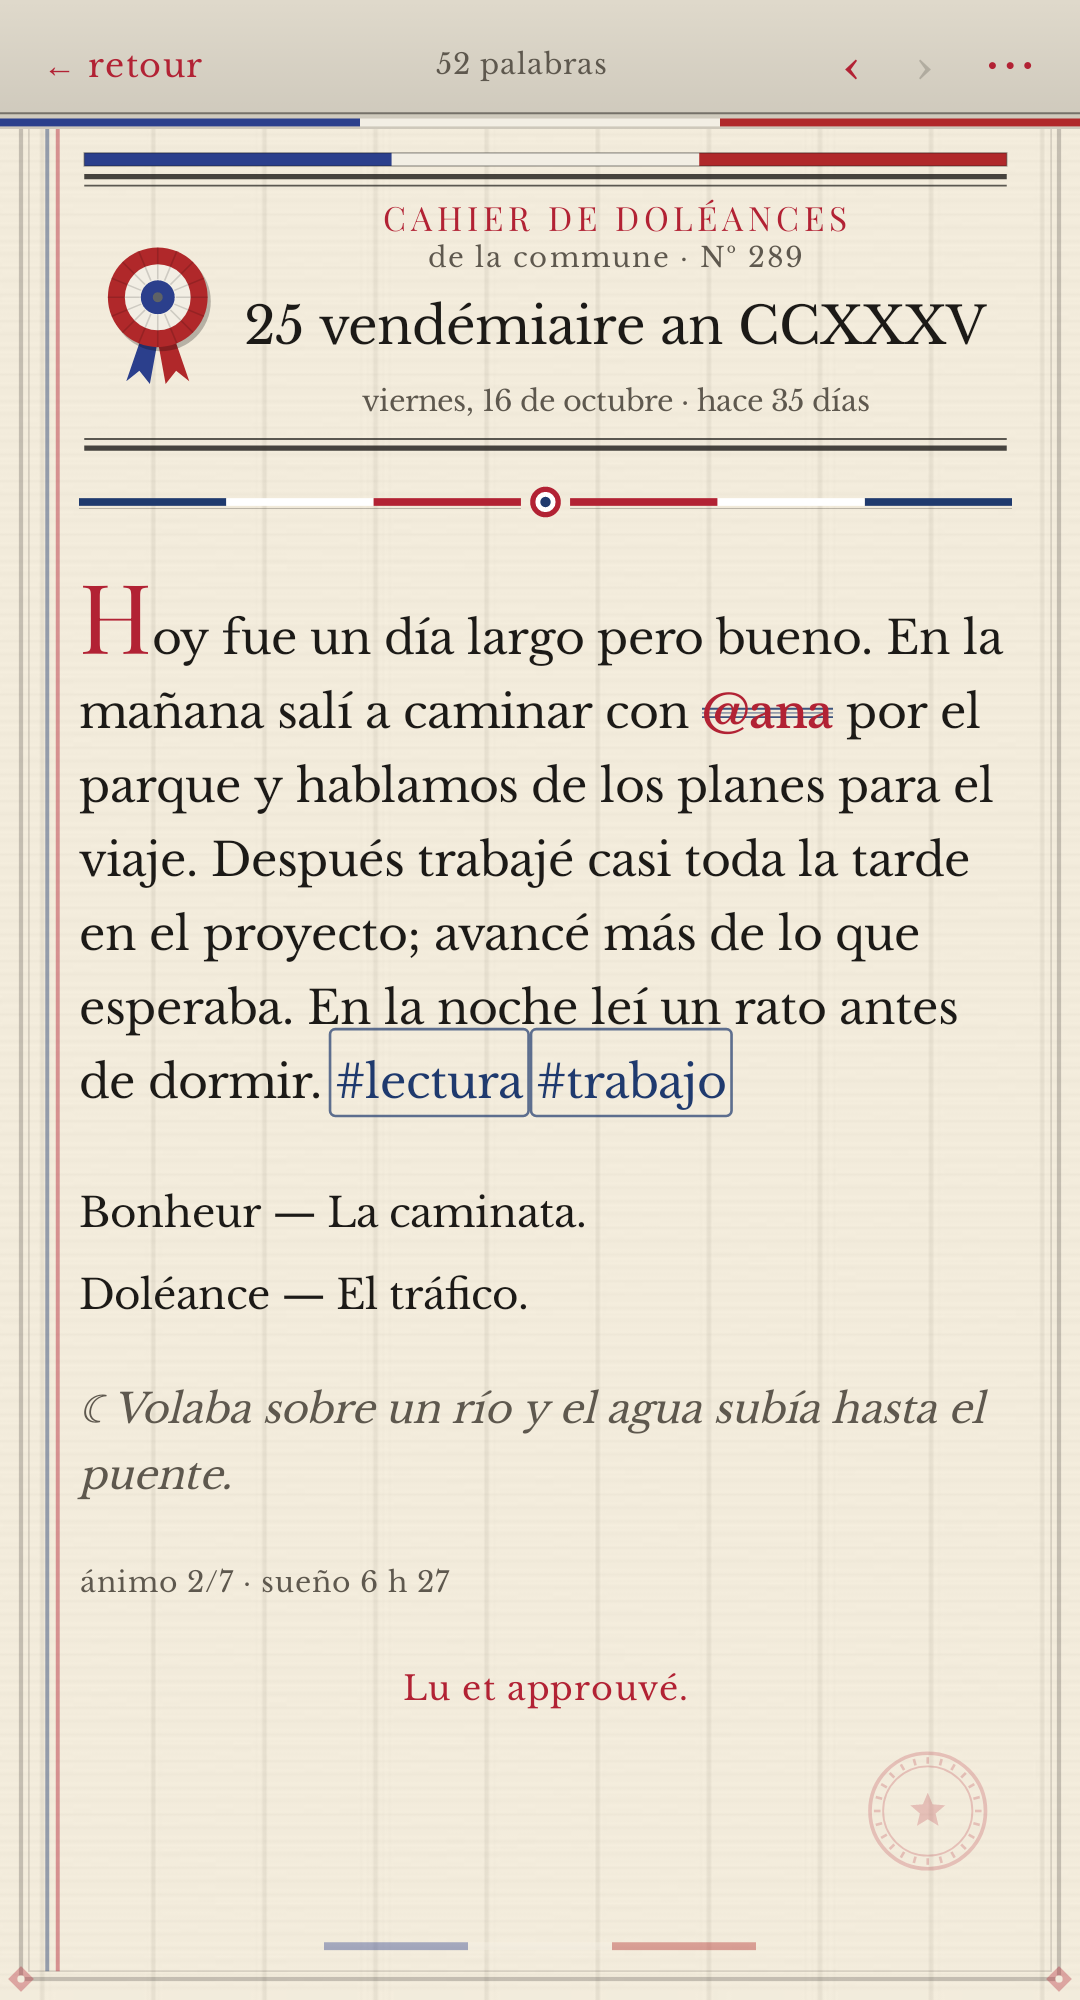 ← retour
52 palabras
‹ › •••
CAHIER DE DOLÉANCES
de la commune · Nº 289
25 vendémiaire an CCXXXV
viernes, 16 de octubre · hace 35 días
Hoy fue un día largo pero bueno. En la
mañana salí a caminar con @ana por el
parque y hablamos de los planes para el
viaje. Después trabajé casi toda la tarde
en el proyecto; avancé más de lo que
esperaba. En la noche leí un rato antes
de dormir. #lectura #trabajo
Bonheur — La caminata.
Doléance — El tráfico.
☾ Volaba sobre un río y el agua subía hasta el
puente.
ánimo 2/7 · sueño 6 h 27
Lu et approuvé.